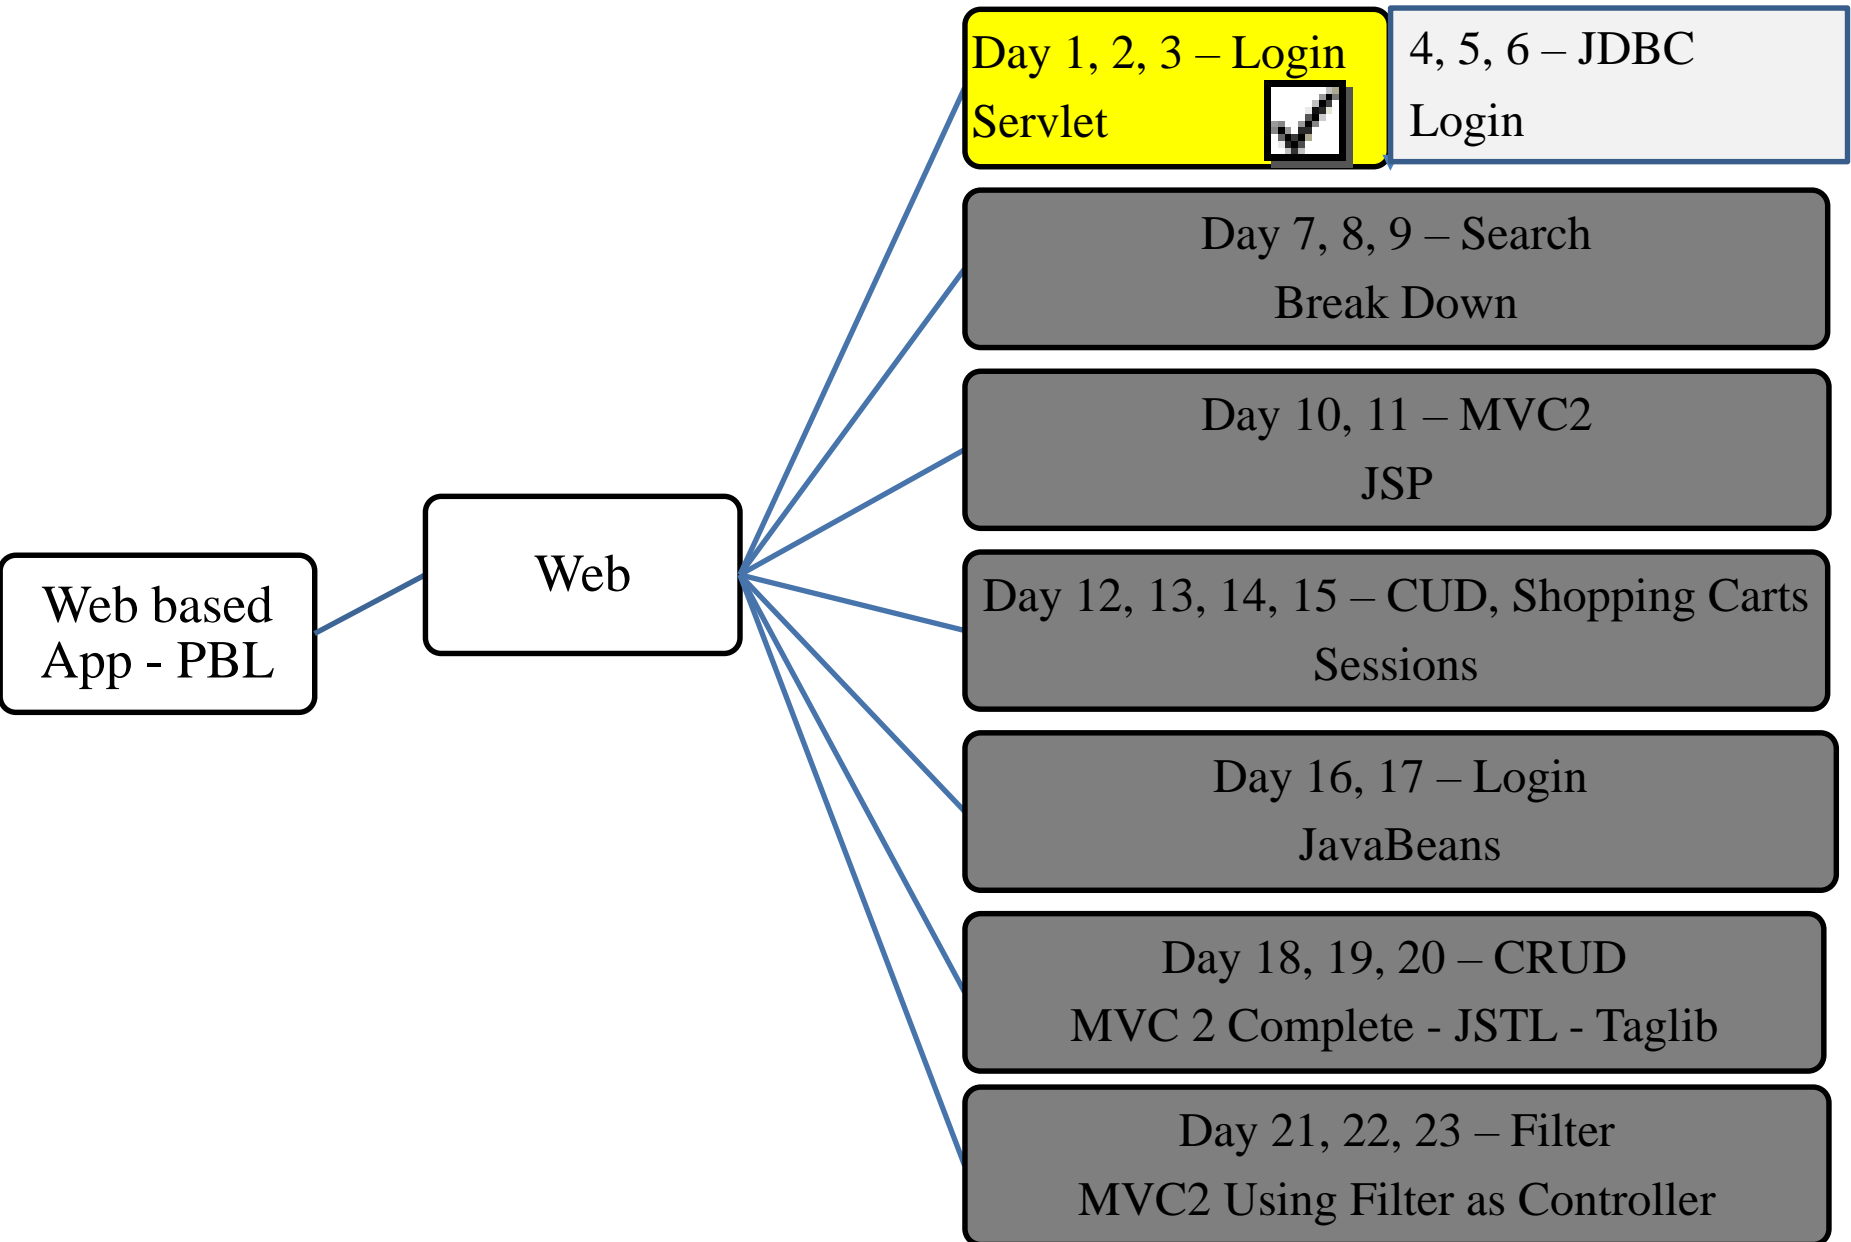 Web based
App - PBL
Web
Day 1, 2, 3 – Login
Servlet
4, 5, 6 – JDBC
Login
Day 7, 8, 9 – Search
Break Down
Day 10, 11 – MVC2
JSP
Day 12, 13, 14, 15 – CUD, Shopping Carts
Sessions
Day 16, 17 – Login
JavaBeans
Day 18, 19, 20 – CRUD
MVC 2 Complete - JSTL - Taglib
Day 21, 22, 23 – Filter
MVC2 Using Filter as Controller